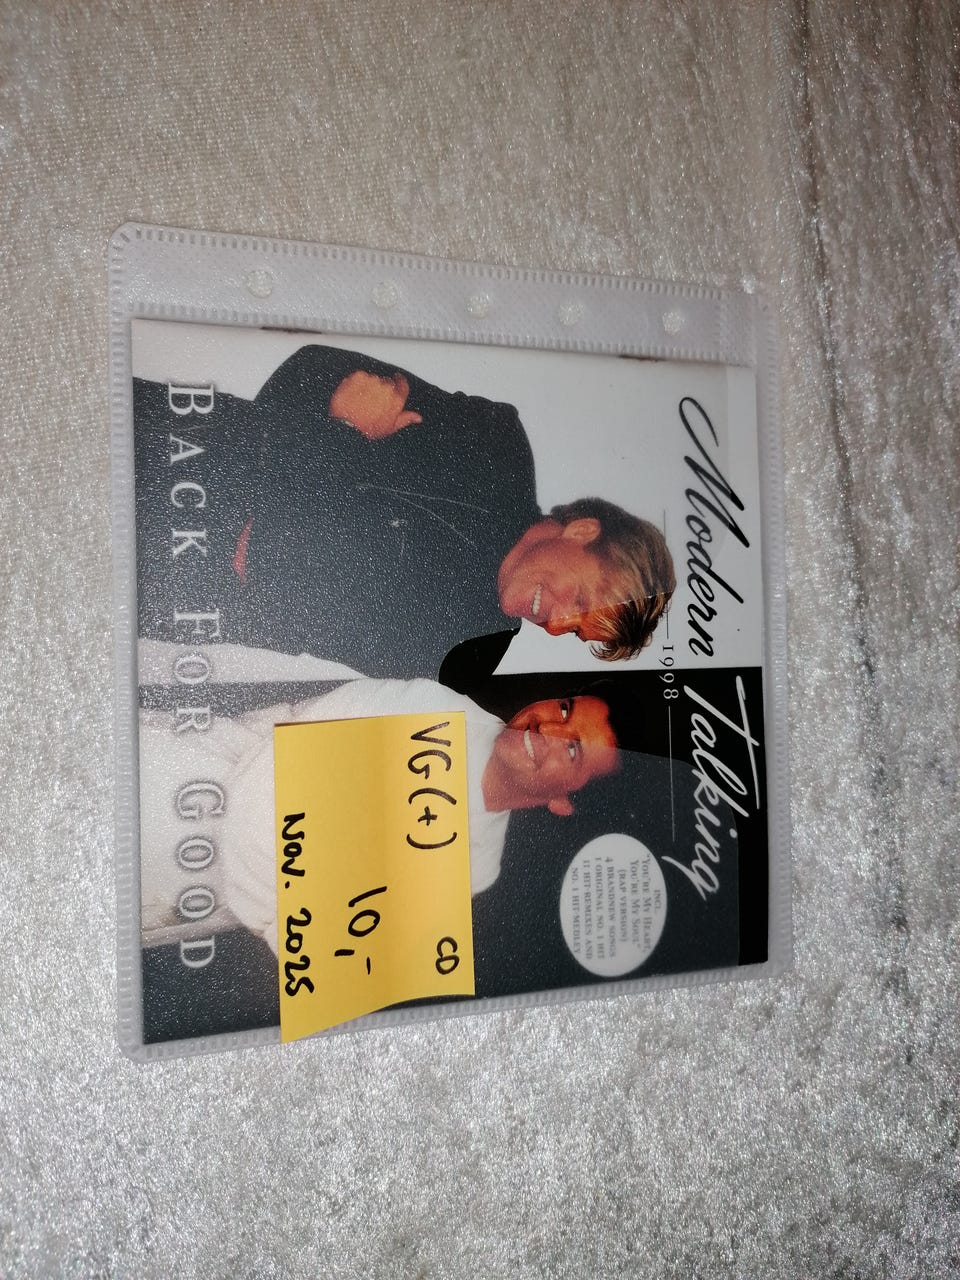 Modern Talking
1998
INCL.
"YOU'RE MY HEART,
YOU'RE MY SOUL"
(RAP VERSION)
4 BRANDNEW SONGS
1 ORIGINAL NO. 1 HIT
11 HIT-REMIXES AND
NO. 1 HIT MEDLEY
VG(+) CD
10,-
Nov. 2025
BACK FOR GOOD